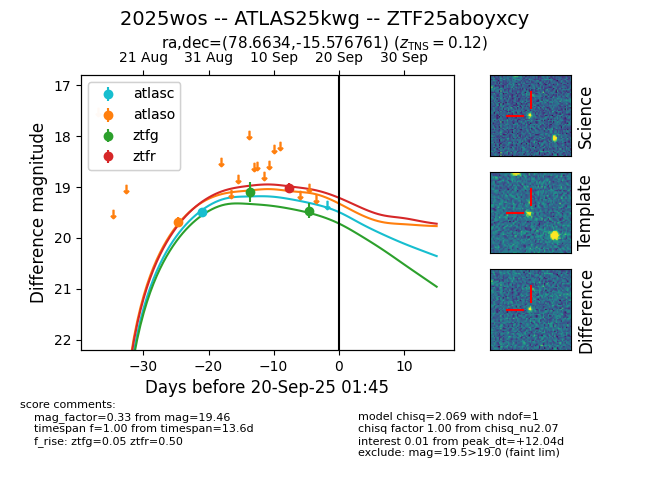 2025wos -- ATLAS25kwg -- ZTF25aboyxcy
ra,dec=(78.6634,-15.576761) (z_TNS = 0.12)
21 Aug 31 Aug 10 Sep 20 Sep 30 Sep
atlasc
atlaso
ztfg
ztfr
17
18
19
20
21
22
Difference magnitude
−30 −20 −10 0 10
Days before 20-Sep-25 01:45
Science
Template
Difference
score comments:
mag_factor=0.33 from mag=19.46
timespan f=1.00 from timespan=13.6d
f_rise: ztfg=0.05 ztfr=0.50
model chisq=2.069 with ndof=1
chisq factor 1.00 from chisq_nu2.07
interest 0.01 from peak_dt=+12.04d
exclude: mag=19.5>19.0 (faint lim)